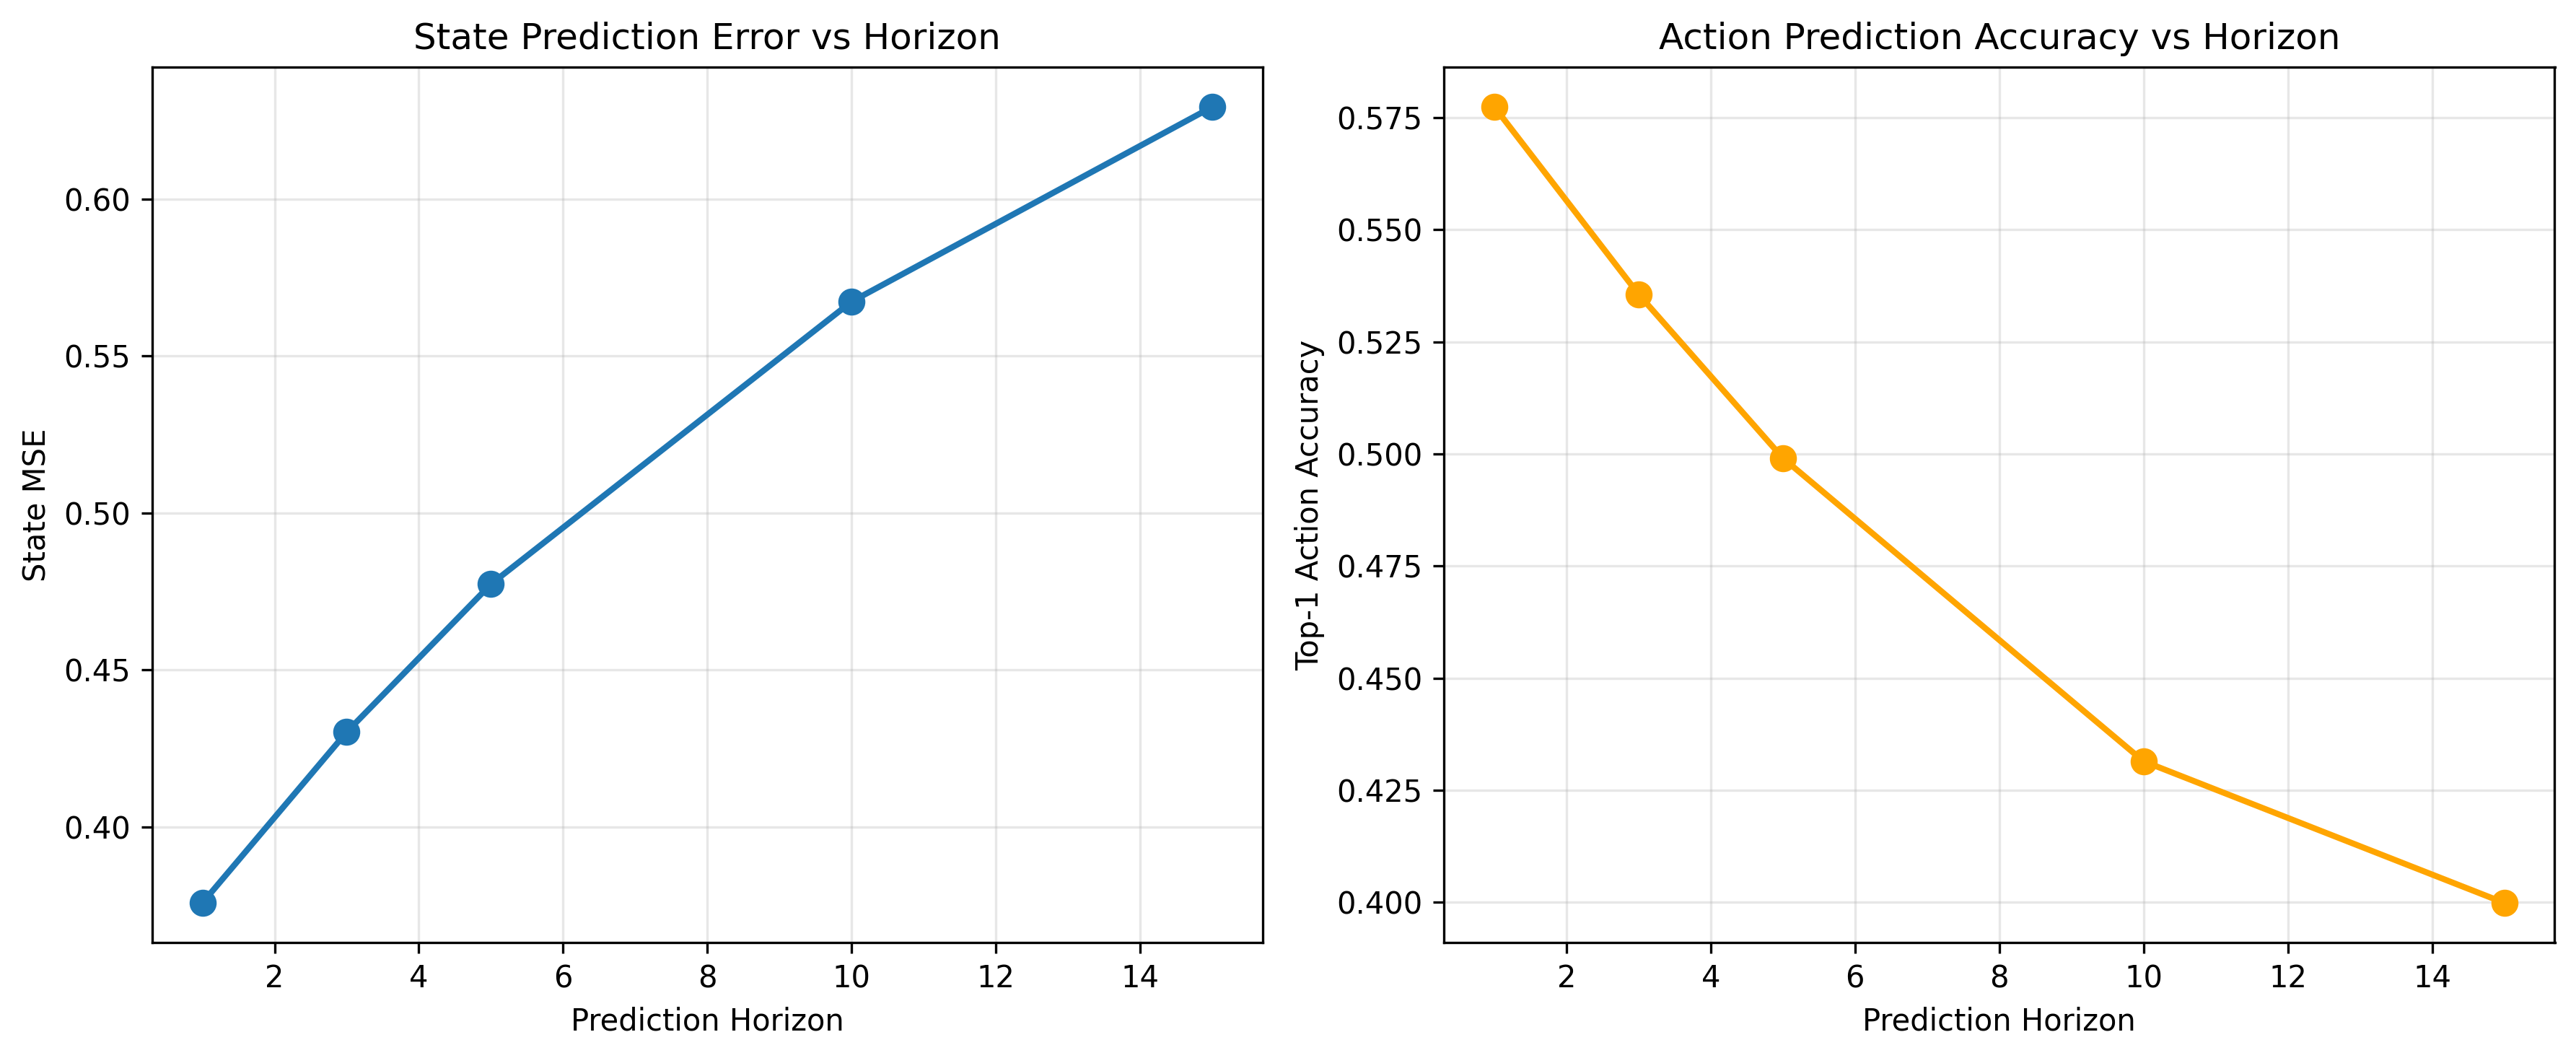 State Prediction Error vs Horizon
State MSE
0.60
0.55
0.50
0.45
0.40
2 4 6 8 10 12 14
Prediction Horizon
Action Prediction Accuracy vs Horizon
Top-1 Action Accuracy
0.575
0.550
0.525
0.500
0.475
0.450
0.425
0.400
2 4 6 8 10 12 14
Prediction Horizon